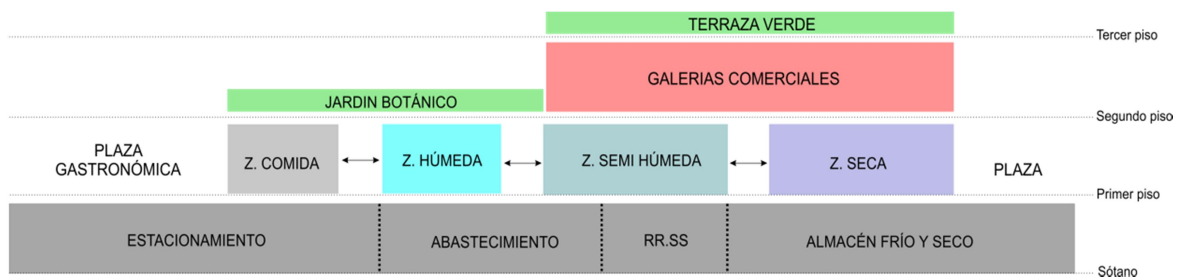 TERRAZA VERDE
Tercer piso
GALERIAS COMERCIALES
JARDIN BOTÁNICO
Segundo piso
PLAZA
GASTRONÓMICA
Z. COMIDA
Z. HÚMEDA
Z. SEMI HÚMEDA
Z. SECA
PLAZA
Primer piso
ESTACIONAMIENTO
ABASTECIMIENTO
RR.SS
ALMACÉN FRÍO Y SECO
Sótano